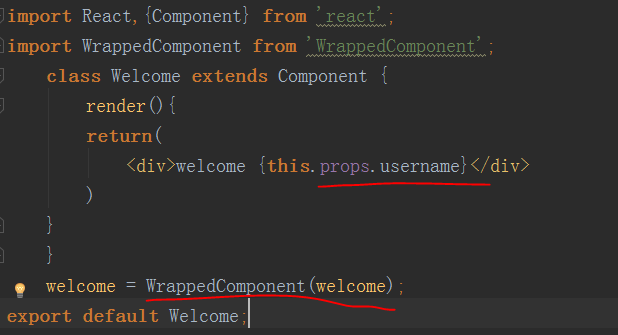 import React,{Component} from 'react';
import WrappedComponent from 'WrappedComponent';
class Welcome extends Component {
render(){
return(
<div>welcome {this.props.username}</div>
)
}
}
welcome = WrappedComponent(welcome);
export default Welcome;